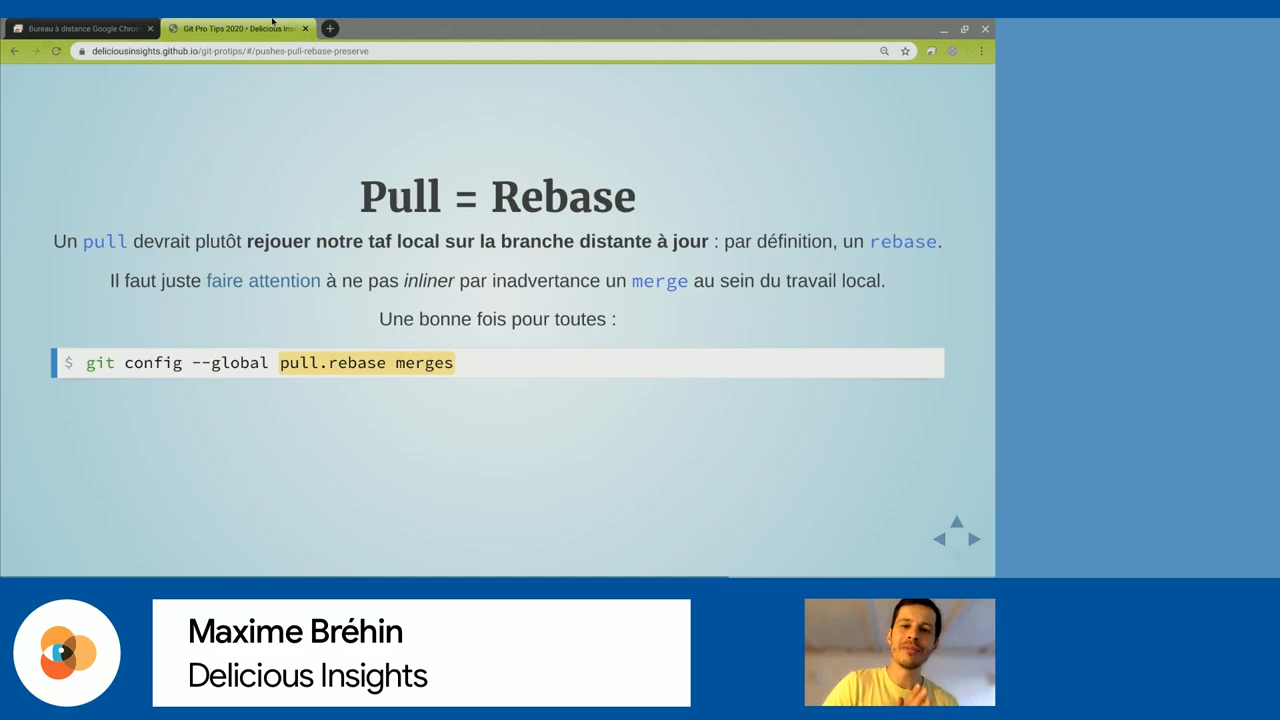 Bureau à distance Google Chron
Git Pro Tips 2020 • Delicious Insi
deliciousinsights.github.io/git-protips/#/pushes-pull-rebase-preserve
Pull = Rebase
Un pull devrait plutôt rejouer notre taf local sur la branche distante à jour : par définition, un rebase.
Il faut juste faire attention à ne pas inliner par inadvertance un merge au sein du travail local.
Une bonne fois pour toutes :
$ git config --global pull.rebase merges
Maxime Bréhin
Delicious Insights